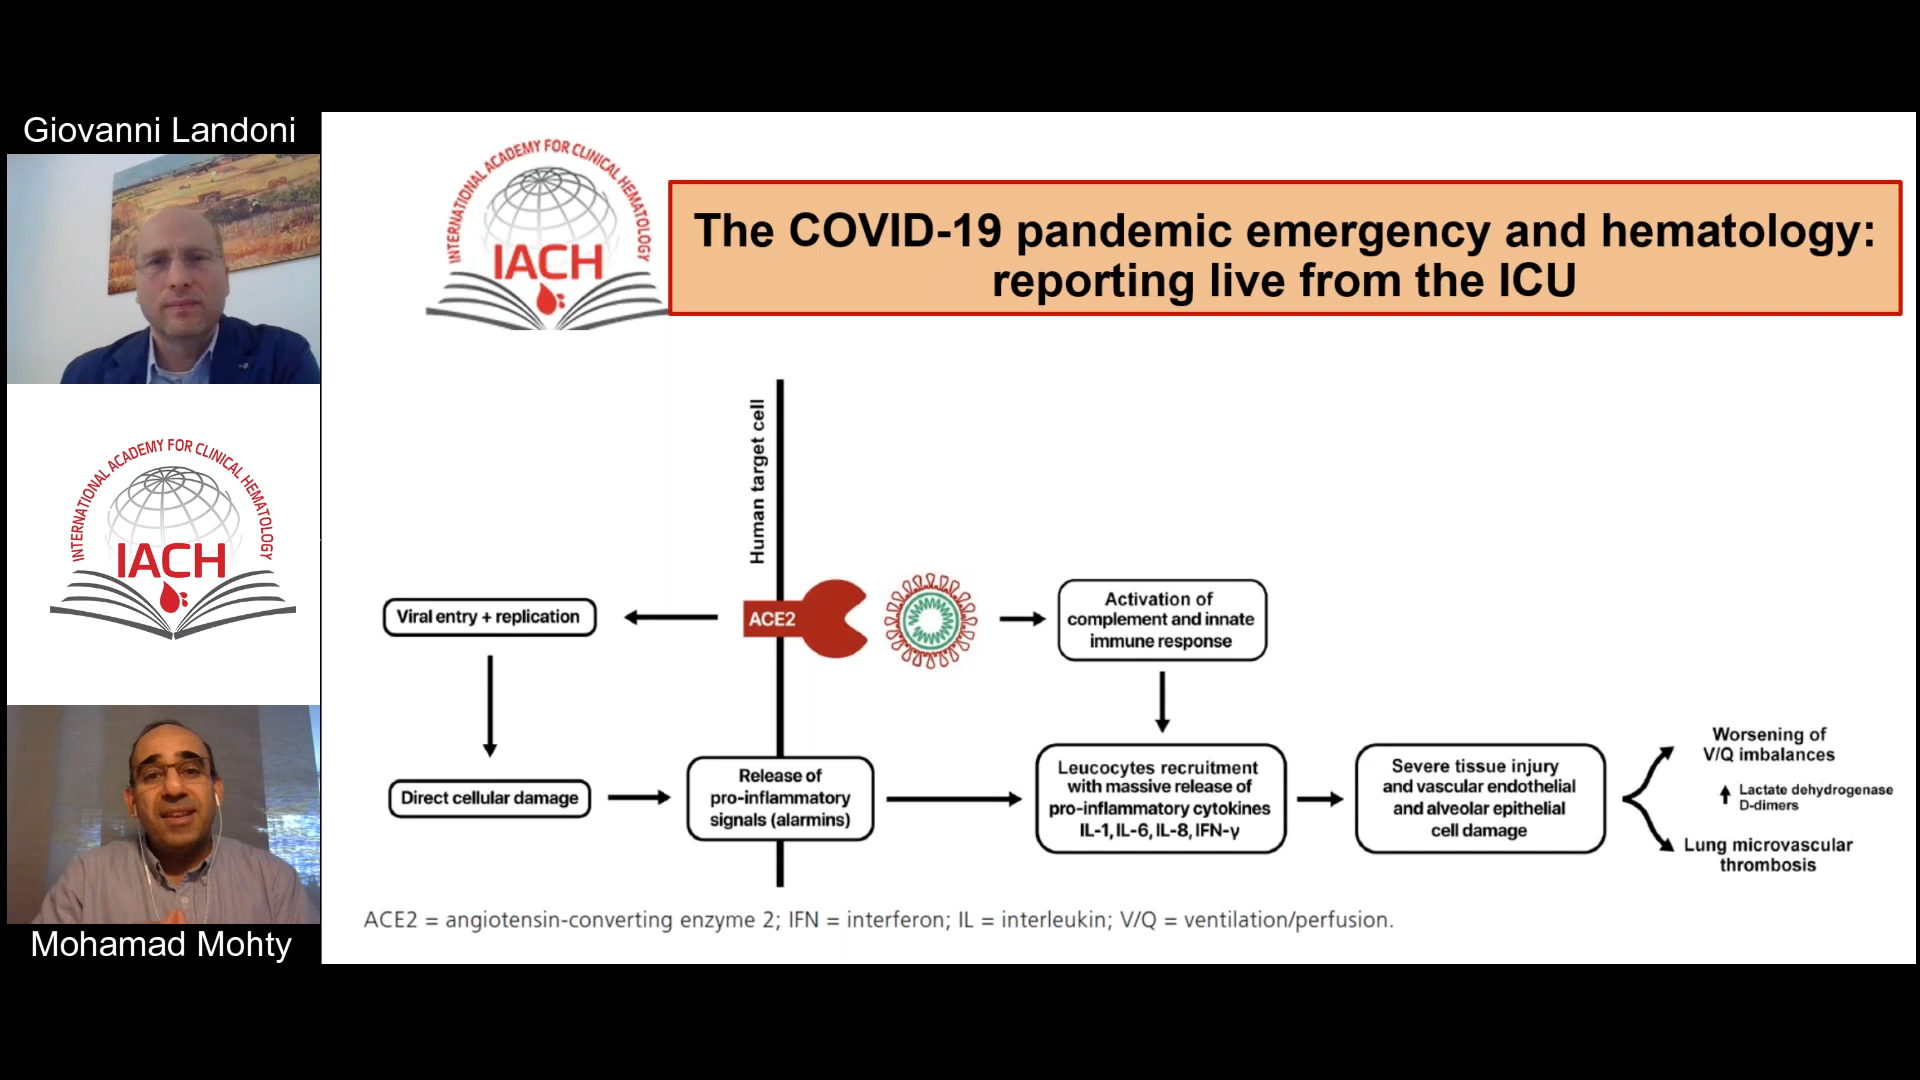 Giovanni Landoni
INTERNATIONAL ACADEMY FOR CLINICAL HEMATOLOGY
IACH
Mohamad Mohty
INTERNATIONAL ACADEMY FOR CLINICAL HEMATOLOGY
IACH
The COVID-19 pandemic emergency and hematology:
reporting live from the ICU
Human target cell
Viral entry + replication
ACE2
Activation of
complement and innate
immune response
Direct cellular damage
Release of
pro-inflammatory
signals (alarmins)
Leucocytes recruitment
with massive release of
pro-inflammatory cytokines
IL-1, IL-6, IL-8, IFN-γ
Severe tissue injury
and vascular endothelial
and alveolar epithelial
cell damage
Worsening of
V/Q imbalances
Lactate dehydrogenase
D-dimers
Lung microvascular
thrombosis
ACE2 = angiotensin-converting enzyme 2; IFN = interferon; IL = interleukin; V/Q = ventilation/perfusion.